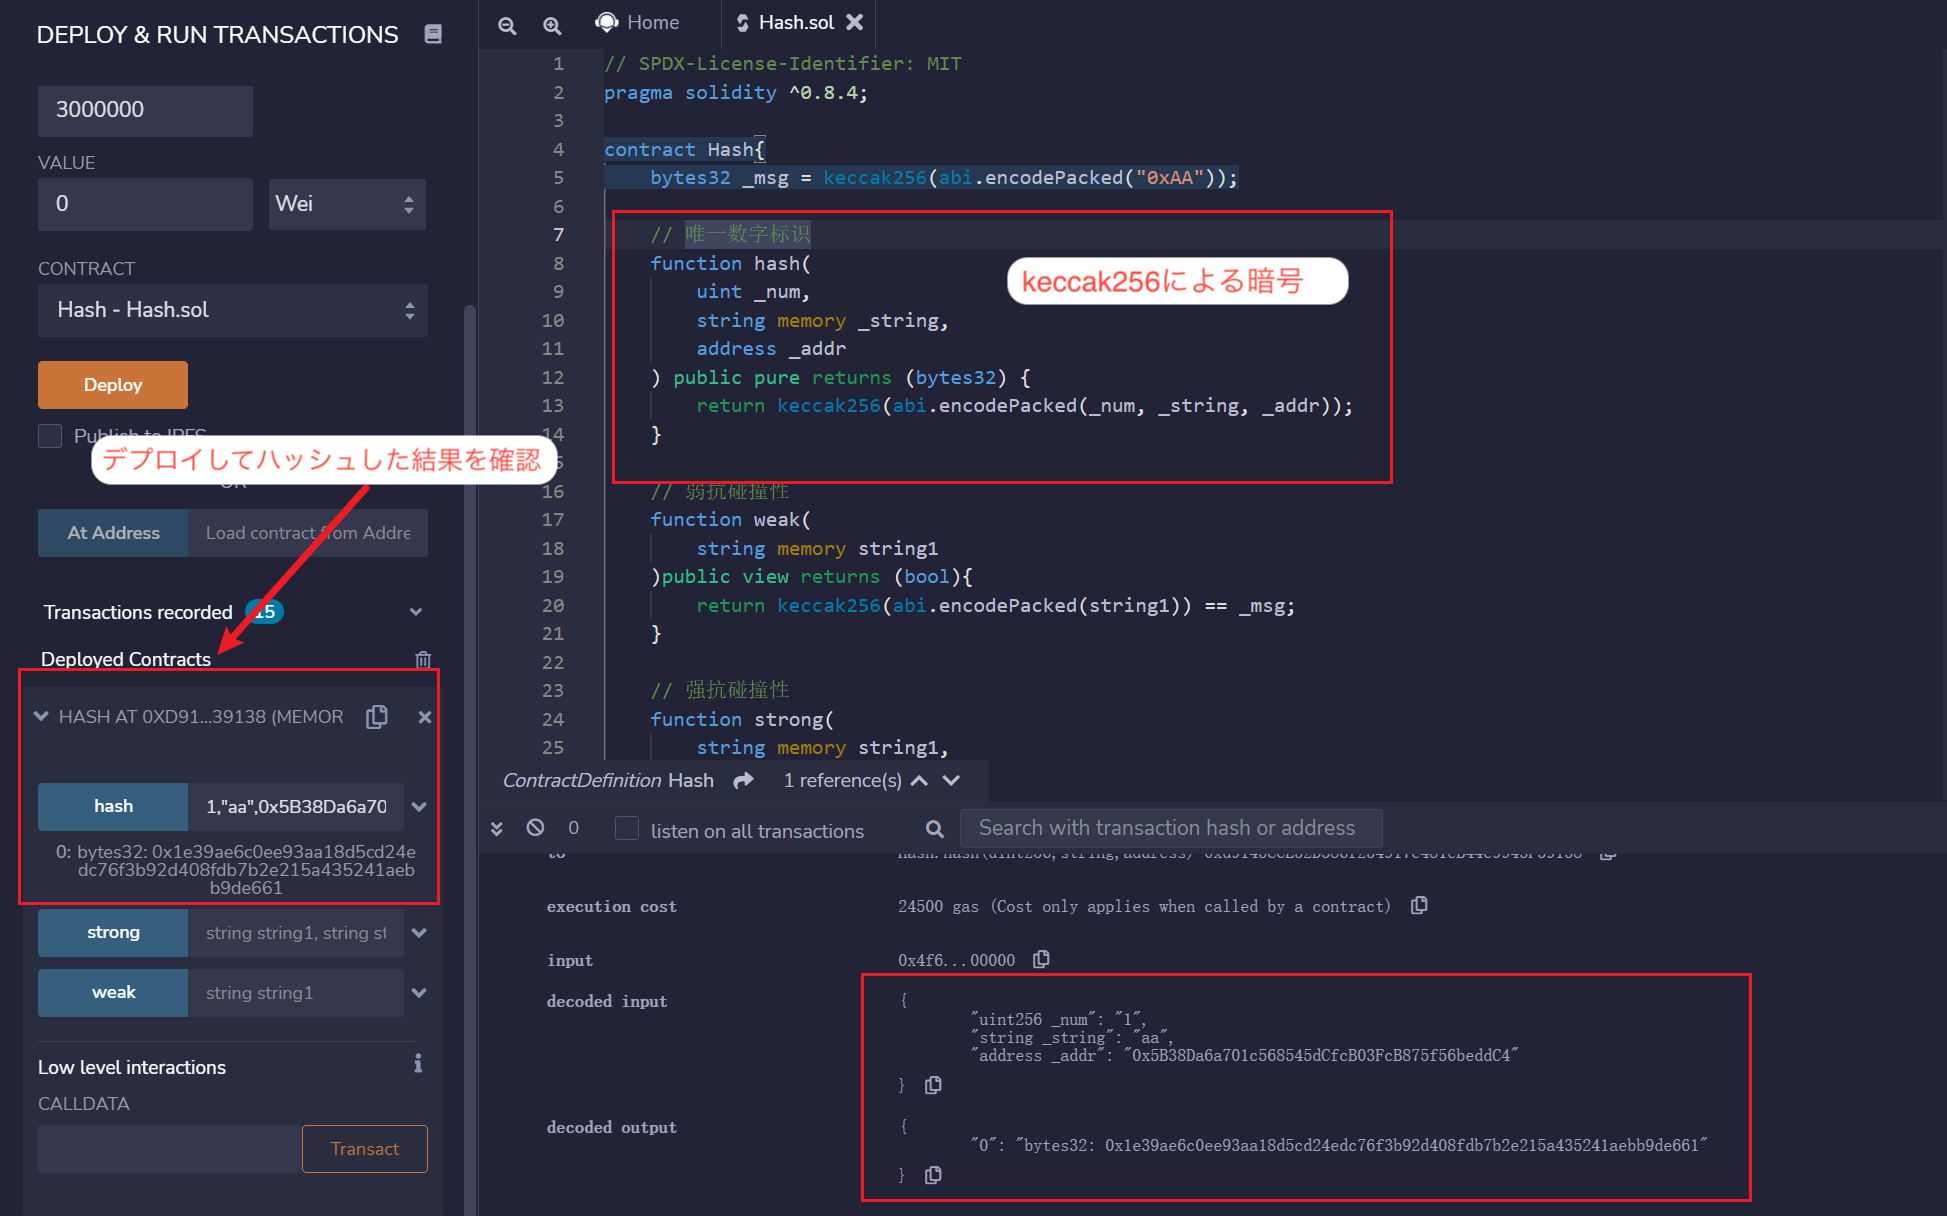 DEPLOY & RUN TRANSACTIONS
3000000
VALUE
0
Wei
CONTRACT
Hash - Hash.sol
Deploy
Publish to IPFS
デプロイしてハッシュした結果を確認
OR
At Address
Load contract from Addre
Transactions recorded 15
Deployed Contracts
HASH AT 0XD91...39138 (MEMOR
hash
1,"aa",0x5B38Da6a70
0: bytes32: 0x1e39ae6c0ee93aa18d5cd24e
dc76f3b92d408fdb7b2e215a435241aeb
b9de661
strong
string string1, string st
weak
string string1
Low level interactions
CALLDATA
Transact
Home
Hash.sol
1 // SPDX-License-Identifier: MIT
2 pragma solidity ^0.8.4;
3
4 contract Hash{
5 bytes32 _msg = keccak256(abi.encodePacked("0xAA"));
6
7 // 唯一数字标识
8 function hash(
keccak256による暗号
9 uint _num,
10 string memory _string,
11 address _addr
12 ) public pure returns (bytes32) {
13 return keccak256(abi.encodePacked(_num, _string, _addr));
14 }
5
16 // 弱抗碰撞性
17 function weak(
18 string memory string1
19 )public view returns (bool){
20 return keccak256(abi.encodePacked(string1)) == _msg;
21 }
22
23 // 强抗碰撞性
24 function strong(
25 string memory string1,
ContractDefinition Hash 1 reference(s)
0
listen on all transactions
Search with transaction hash or address
to
execution cost 24500 gas (Cost only applies when called by a contract)
input 0x4f6...00000
decoded input {
"uint256 _num": "1",
"string _string": "aa",
"address _addr": "0x5B38Da6a701c568545dCfcB03FcB875f56beddC4"
}
decoded output {
"0": "bytes32: 0x1e39ae6c0ee93aa18d5cd24edc76f3b92d408fdb7b2e215a435241aebb9de661"
}